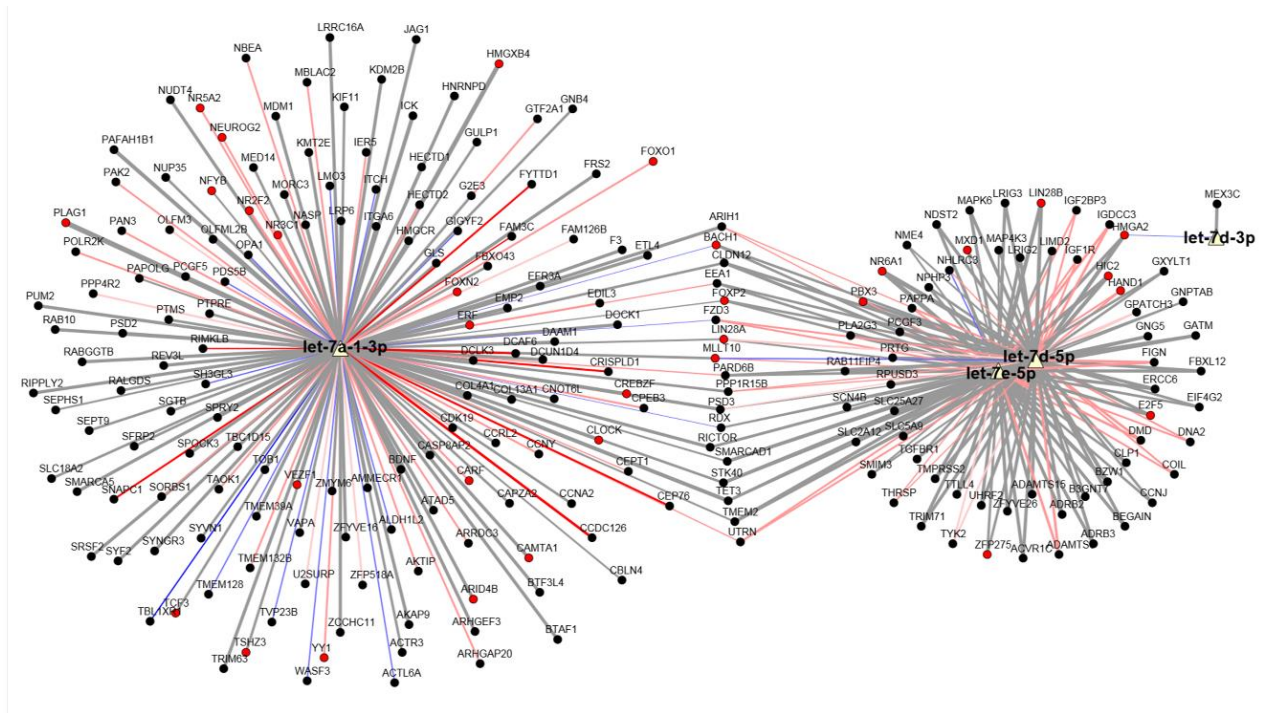 LRRC16A
JAG1
NBEA
HMGXB4
MBLAC2
KDM2B
NUDT4
NR5A2
KIF11
HNRNPD
MDM1
ICK
GTF2A1
GNB4
NEUROG2
PAFAH1B1
KMT2E
IER5
GULP1
FOXO1
MED14
HECTD1
NUP35
PAK2
NFYB
MORC3
LMO3
ITCH
HECTD2
G2E3
FYTTD1
FRS2
PLAG1
PAN3
OLFM3
NR2F2
NASP
LRP6
ITGA6
GIGYF2
OLFML2B
NR3C1
HMGCR
FAM3C
FAM126B
F3
ETL4
POLR2K
OPA1
GLS
FBXO43
PAPOLG
PCGF5
PDS5B
FOXN2
EFR3A
PPP4R2
PTMS
PTPRE
EMP2
EDIL3
PUM2
RAB10
PSD2
ERF
DOCK1
RIMKLB
let-7a-1-3p
DAAM1
DCAF6
RABGGTB
REV3L
DCLK3
DCUN1D4
CRISPLD1
RIPPLY2
RALGDS
SH3GL3
COL4A1
COL13A1
CNOT6L
CREBZF
SEPHS1
SGTB
CPEB3
SEPT9
SPRY2
CDK19
SFRP2
SPOCK3
TBC1D15
CASP8AP2
CCRL2
CLOCK
CCNY
SLC18A2
SMARCA5
TOB1
BDNF
CEPT1
SNAPC1
SORBS1
TAOK1
VEZF1
ZMYM6
AMMECR1
CARF
CAPZA2
CCNA2
CEP76
SYVN1
TMEM39A
VAPA
ZFYVE16
ALDH1L2
ATAD5
ARRDC3
CCDC126
SRSF2
SYF2
SYNGR3
TMEM132B
U2SURP
ZFP518A
AKTIP
CAMTA1
CBLN4
TBL1XR1
TCF3
TMEM128
TVP23B
ARID4B
BTF3L4
TSHZ3
ZCCHC11
AKAP9
ARHGEF3
BTAF1
TRIM63
YY1
ACTR3
ARHGAP20
WASF3
ACTL6A
ARIH1
BACH1
CLDN12
EEA1
FOXP2
FZD3
LIN28A
MLLT10
PARD6B
PPP1R15B
PSD3
RDX
RICTOR
SMARCAD1
STK40
TET3
TMEM2
UTRN
LRIG3
LIN28B
MAPK6
IGF2BP3
NDST2
IGDCC3
MEX3C
NME4
MXD1
MAP4K3
LRIG2
LIMD2
HMGA2
let-7d-3p
NR6A1
NHLRC3
IGF1R
HIC2
GXYLT1
NPHP3
HAND1
PBX3
PAPPA
GPATCH3
GNPTAB
PLA2G3
PCGF3
GNG5
GATM
PRTG
let-7d-5p
RAB11FIP4
let-7e-5p
FIGN
FBXL12
RPUSD3
ERCC6
EIF4G2
SCN4B
SLC25A27
E2F5
SLC2A12
SLC5A9
DMD
DNA2
TGFBR1
CLP1
SMIM3
TMPRSS2
BZW1
COIL
THRSP
TTLL4
ADAMTS15
B3GNT7
TRIM71
UHRF2
ZFYVE26
ADRB2
CCNJ
BEGAIN
TYK2
ZFP275
ACVR1C
ADAMTS
ADRB3